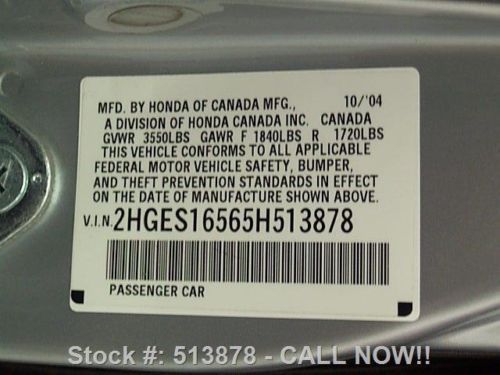 MFD. BY HONDA OF CANADA MFG., 10/'04
A DIVISION OF HONDA CANADA INC. CANADA
GVWR 3550LBS GAWR F 1840LBS R 1720LBS
THIS VEHICLE CONFORMS TO ALL APPLICABLE
FEDERAL MOTOR VEHICLE SAFETY, BUMPER,
AND THEFT PREVENTION STANDARDS IN EFFECT
ON THE DATE OF MANUFACTURE SHOWN ABOVE.
V.I.N. 2HGES16565H513878
PASSENGER CAR
Stock #: 513878 - CALL NOW!!